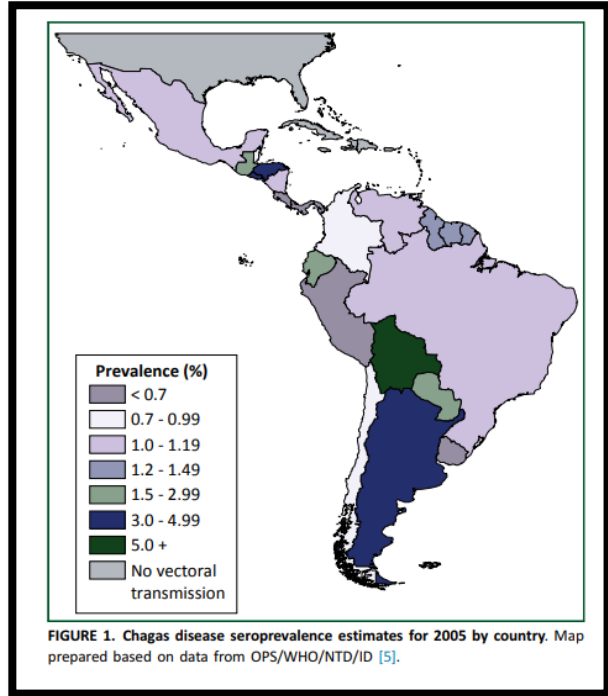 Prevalence (%)
< 0.7
0.7 - 0.99
1.0 - 1.19
1.2 - 1.49
1.5 - 2.99
3.0 - 4.99
5.0 +
No vectoral
transmission
FIGURE 1. Chagas disease seroprevalence estimates for 2005 by country. Map
prepared based on data from OPS/WHO/NTD/ID [5].